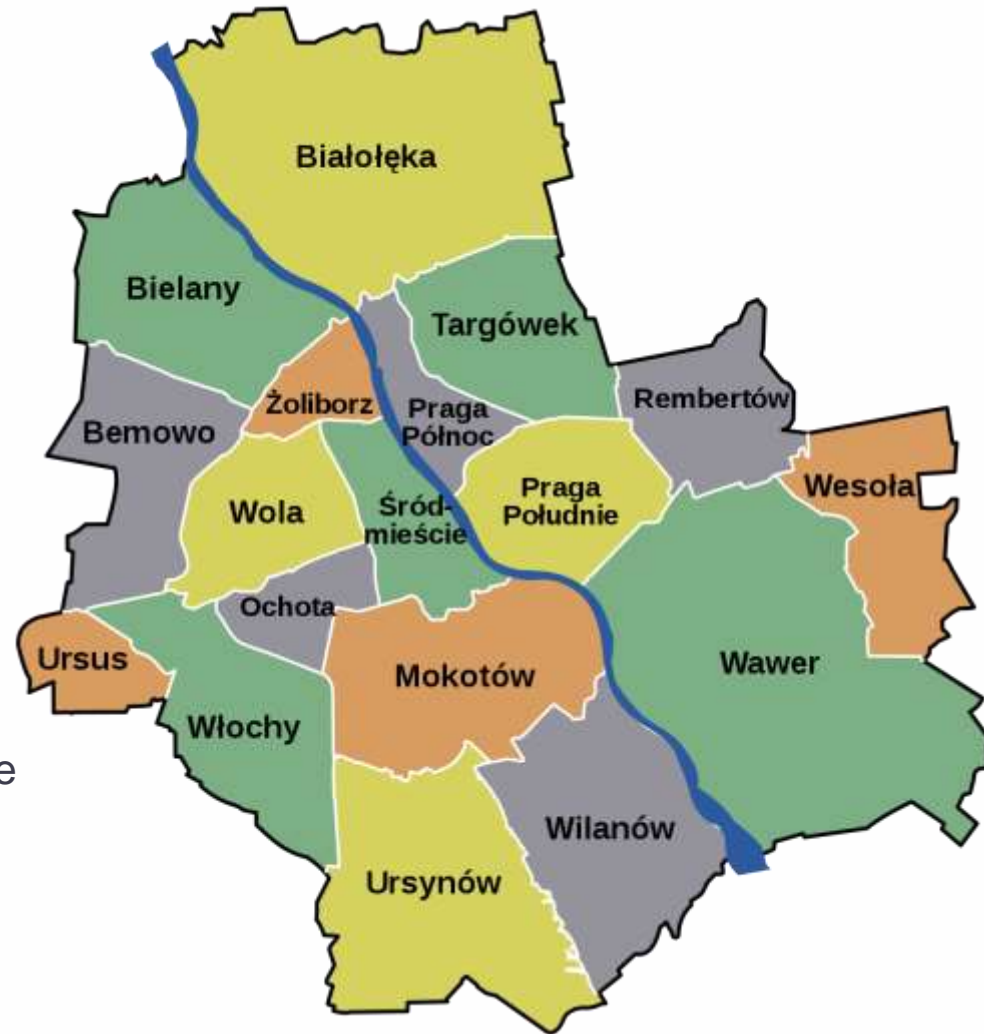 Białołęka
Bielany
Targówek
Żoliborz
Praga
Północ
Rembertów
Bemowo
Wola
Śród-
mieście
Praga
Południe
Wesoła
Ochota
Ursus
Mokotów
Wawer
Włochy
e
Wilanów
Ursynów